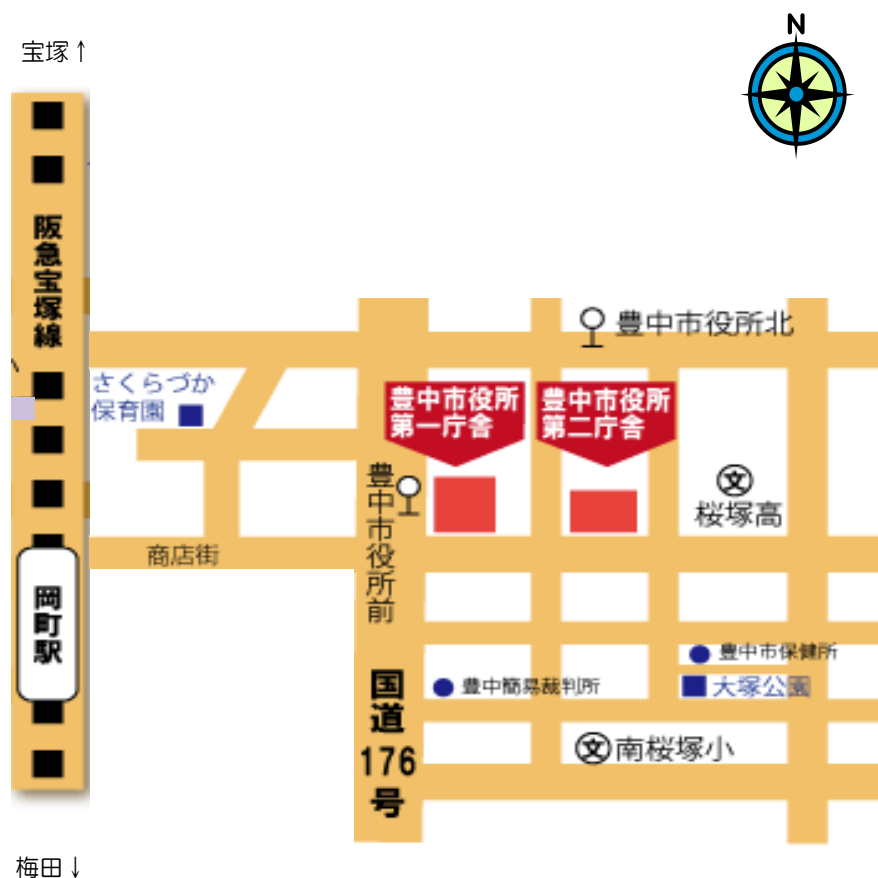 宝塚↑
N
阪急宝塚線
豊中市役所北
さくらづか
保育園
豊中市役所
第一庁舎
豊中市役所
第二庁舎
豊中市役所前
文
桜塚高
商店街
岡町駅
豊中市保健所
国道176号
豊中簡易裁判所
大塚公園
文
南桜塚小
梅田↓